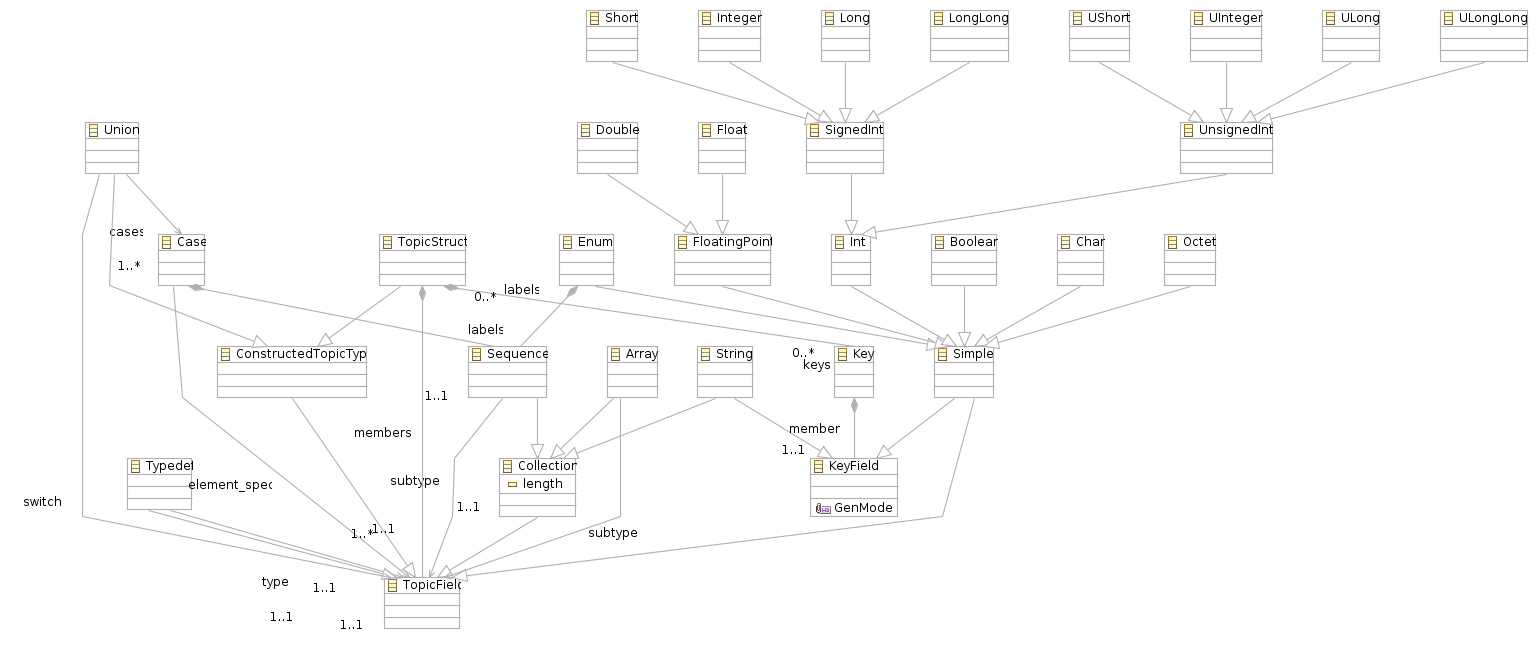 Short
Integer
Long
LongLong
UShort
UInteger
ULong
ULongLong
Union
Double
Float
SignedInt
UnsignedInt
cases
1..*
Case
TopicStruct
Enum
FloatingPoint
Int
Boolear
Char
Octet
0..*
labels
labels
ConstructedTopicTyp
Sequence
Array
String
0..*
keys
Key
Simple
1..1
members
member
1..1
Typedef
element_spec
subtype
Collection
length
KeyField
GenMode
switch
1..1
1..*
1..1
subtype
type
1..1
TopicField
1..1
1..1